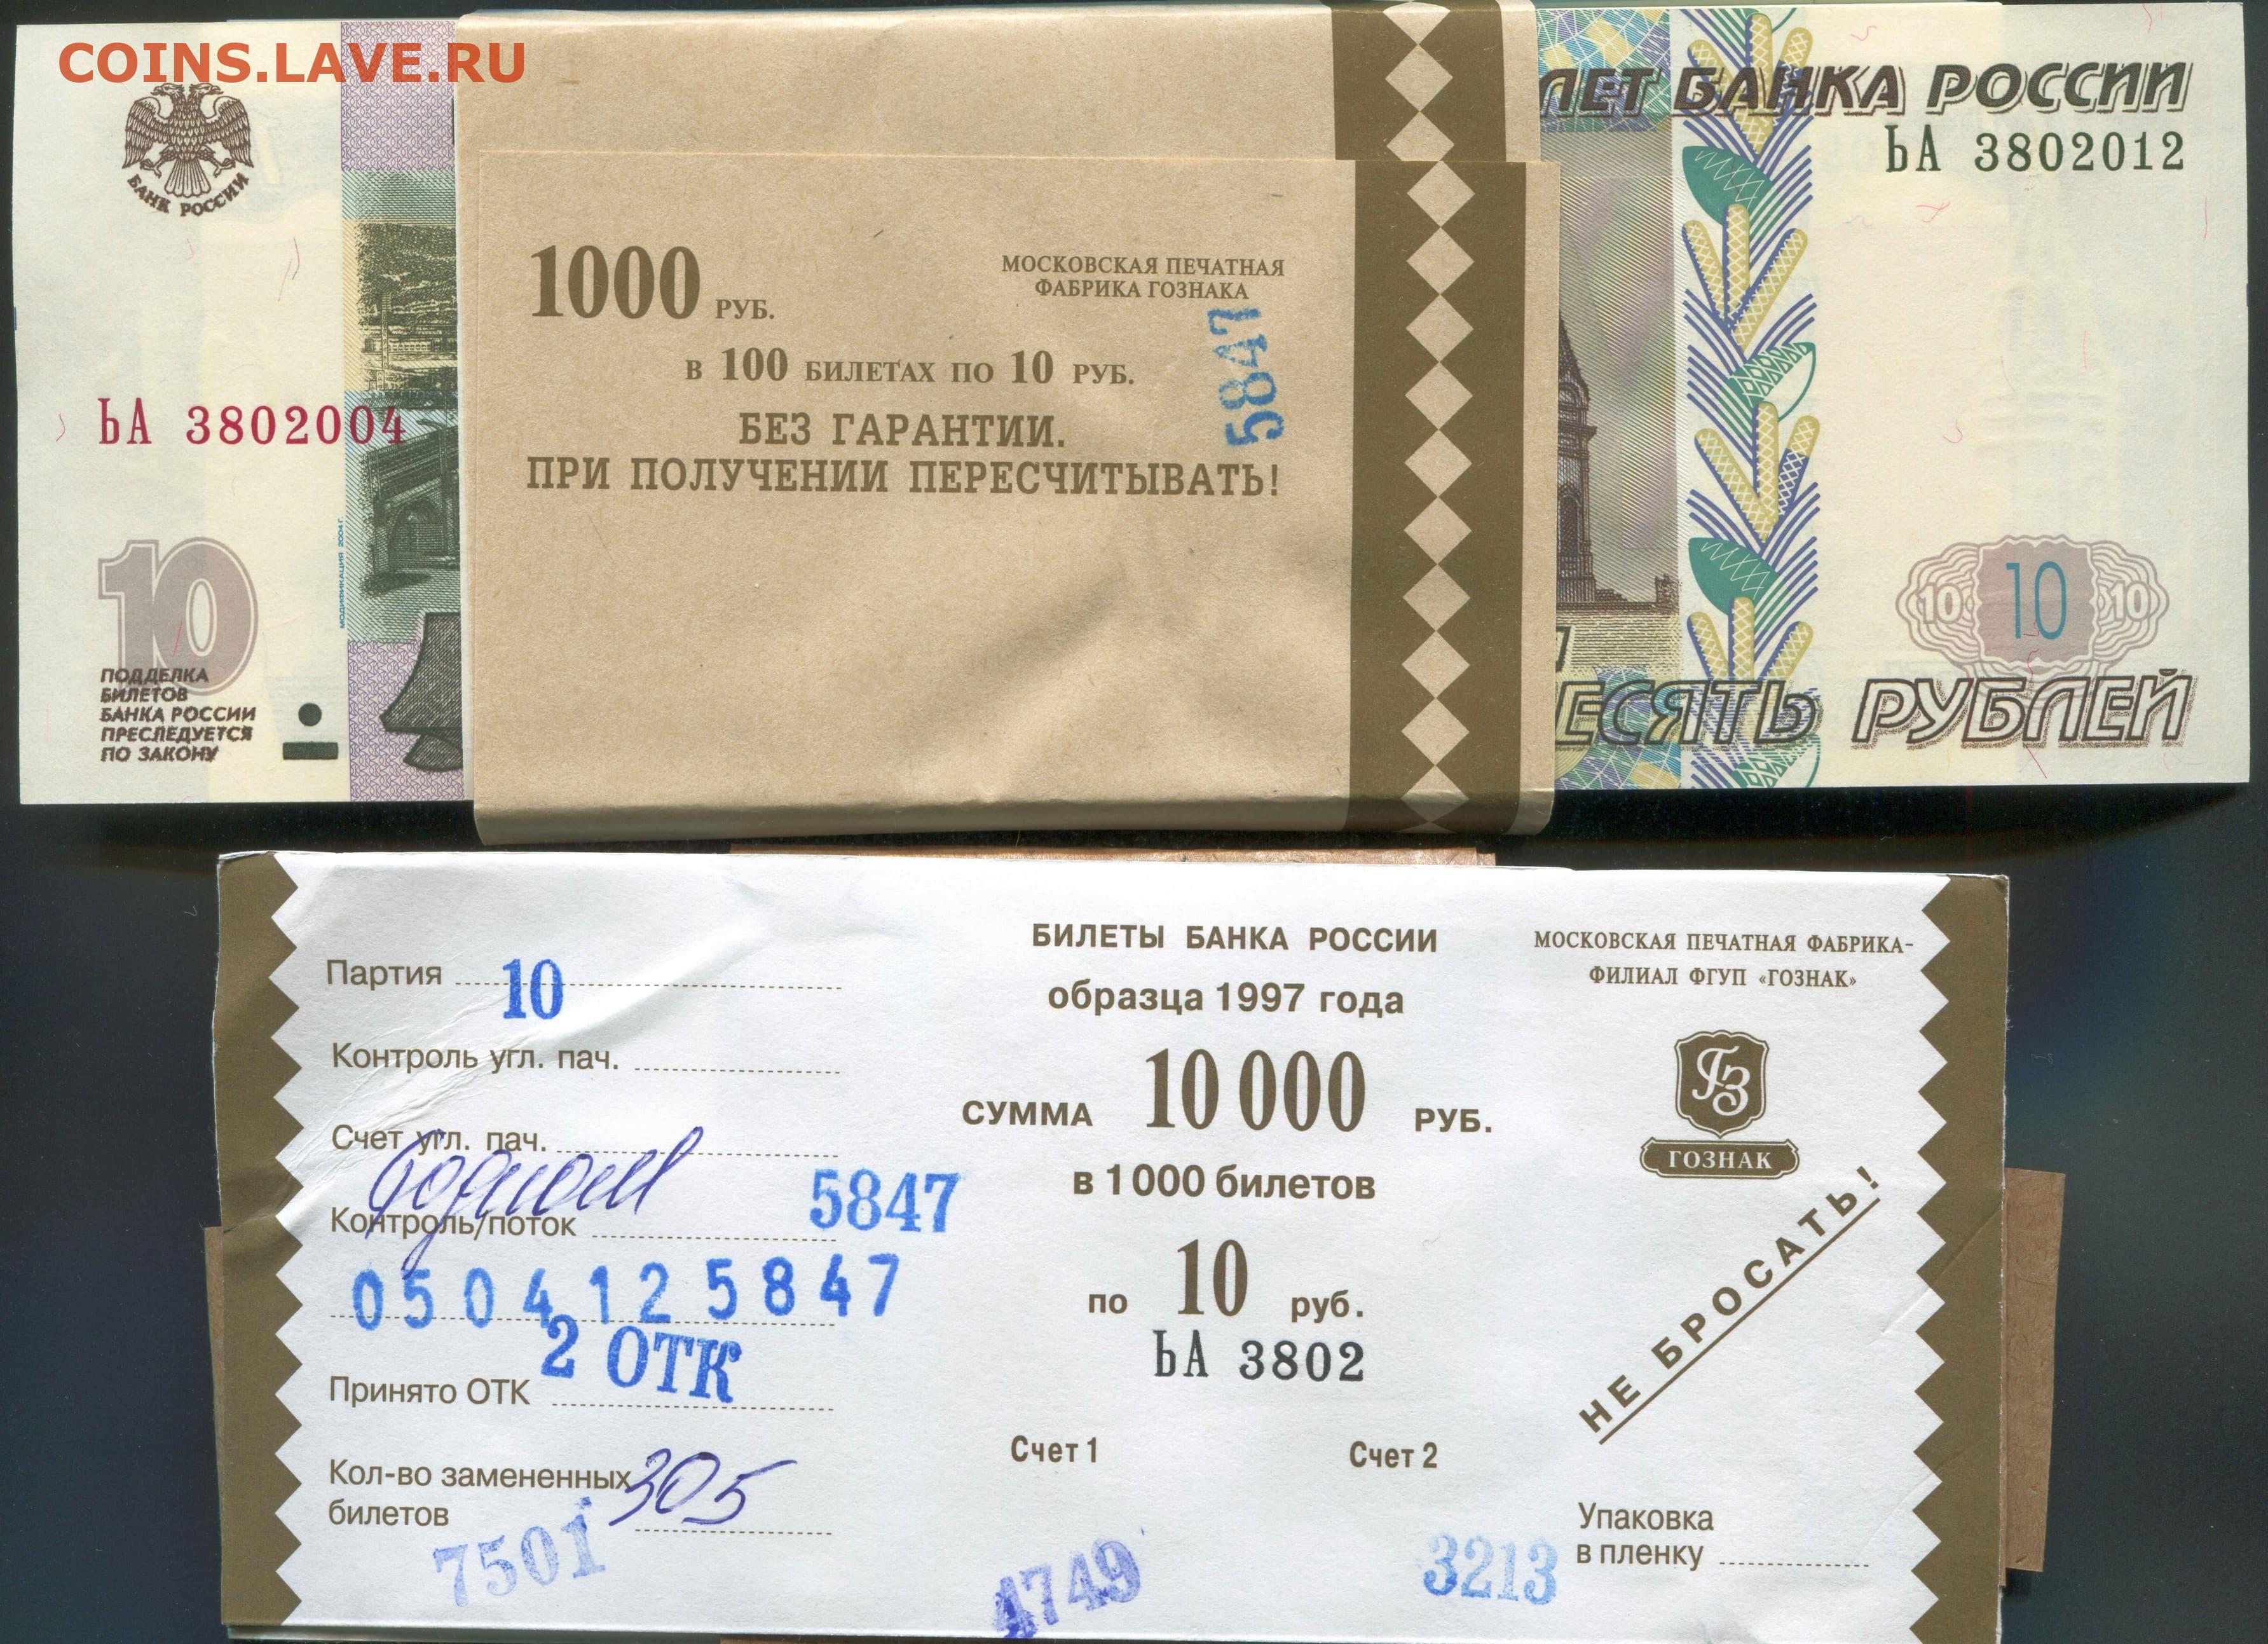 COINS.LAVE.RU
БАНК РОССИИ
ЛЕТ БАНКА РОССИИ
ЬА 3802012
1000 РУБ.
МОСКОВСКАЯ ПЕЧАТНАЯ
ФАБРИКА ГОЗНАКА
5847
В 100 БИЛЕТАХ ПО 10 РУБ.
БЕЗ ГАРАНТИИ.
ПРИ ПОЛУЧЕНИИ ПЕРЕСЧИТЫВАТЬ!
ЬА 3802004
МОДИФИКАЦИЯ 2004 Г.
10
ПОДДЕЛКА
БИЛЕТОВ
БАНКА РОССИИ
ПРЕСЛЕДУЕТСЯ
ПО ЗАКОНУ
10 10 10
ЕСЯТЬ РУБЛЕЙ
Партия 10
Контроль угл. пач.
Счет угл. пач.
Контроль/поток 5847
0504125847
2 ОТК
Принято ОТК
Кол-во замененных 305
билетов
7501
БИЛЕТЫ БАНКА РОССИИ
образца 1997 года
СУММА 10 000 РУБ.
в 1000 билетов
по 10 руб.
ЬА 3802
Счет 1 Счет 2
4749 3213
МОСКОВСКАЯ ПЕЧАТНАЯ ФАБРИКА-
ФИЛИАЛ ФГУП «ГОЗНАК»
ГЗ
ГОЗНАК
НЕ БРОСАТЬ!
Упаковка
в пленку